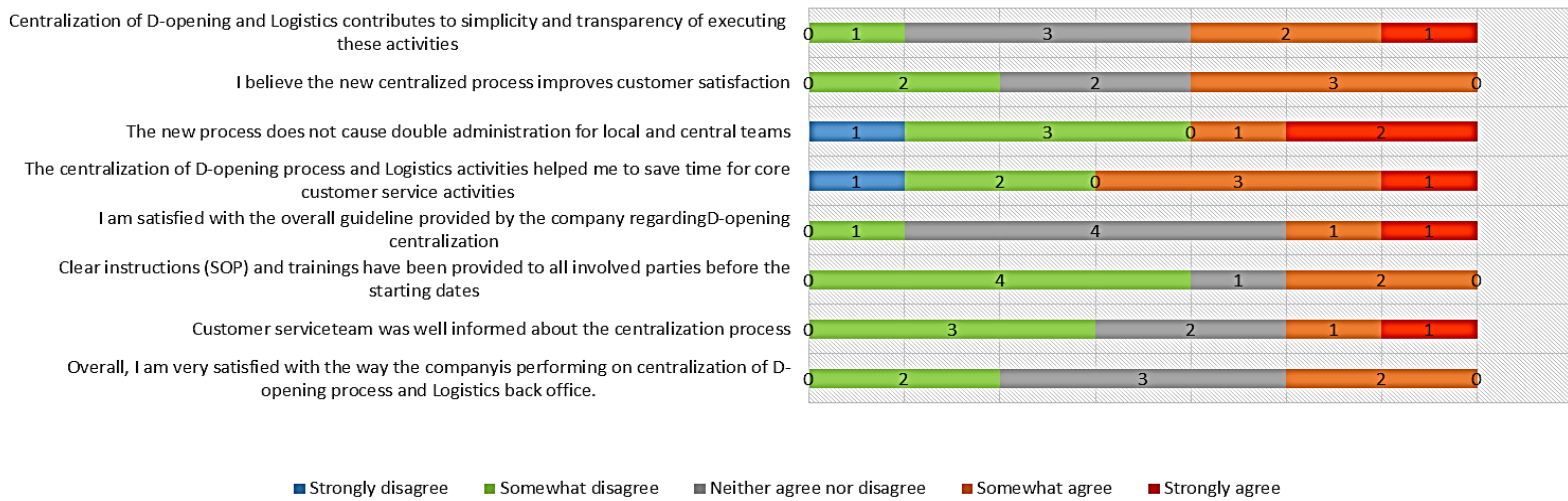 Centralization of D-opening and Logistics contributes to simplicity and transparency of executing
these activities
0 1 3 2 1
I believe the new centralized process improves customer satisfaction
0 2 2 3 0
The new process does not cause double administration for local and central teams
1 3 0 1 2
The centralization of D-opening process and Logistics activities helped me to save time for core
customer service activities
1 2 0 3 1
I am satisfied with the overall guideline provided by the company regardingD-opening
centralization
0 1 4 1 1
Clear instructions (SOP) and trainings have been provided to all involved parties before the
starting dates
0 4 1 2 0
Customer serviceteam was well informed about the centralization process
0 3 2 1 1
Overall, I am very satisfied with the way the companyis performing on centralization of D-
opening process and Logistics back office.
0 2 3 2 0
Strongly disagree Somewhat disagree Neither agree nor disagree Somewhat agree Strongly agree